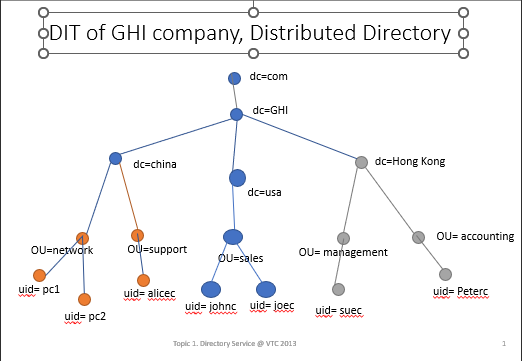 DIT of GHI company, Distributed Directory
dc=com
dc=GHI
dc=china
dc=Hong Kong
dc=usa
OU=network
OU=support
OU=sales
OU= management
OU= accounting
uid= pc1
uid= pc2
uid= alicec
uid= johnc
uid= joec
uid= suec
uid= Peterc
Topic 1. Directory Service @ VTC 2013
1